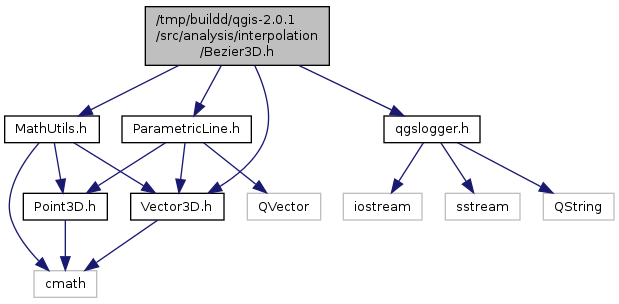 /tmp/buildd/qgis-2.0.1
/src/analysis/interpolation
/Bezier3D.h
MathUtils.h
ParametricLine.h
qgslogger.h
Point3D.h
Vector3D.h
QVector
iostream
sstream
QString
cmath